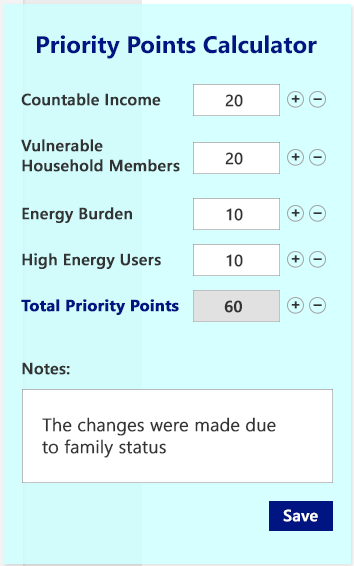 Priority Points Calculator
Countable Income 20 + −
Vulnerable
Household Members 20 + −
Energy Burden 10 + −
High Energy Users 10 + −
Total Priority Points 60 + −
Notes:
The changes were made due
to family status
Save